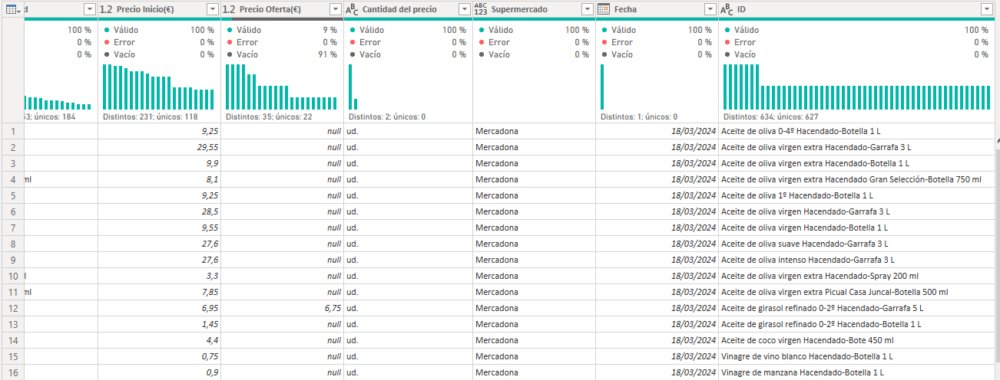 d 1.2 Precio Inicio(€) 1.2 Precio Oferta(€) ABC Cantidad del precio ABC 123 Supermercado Fecha ABC ID
100 % Válido 100 % Válido 9 % Válido 100 % Válido 100 % Válido 100 % Válido 100 %
0 % Error 0 % Error 0 % Error 0 % Error 0 % Error 0 % Error 0 %
0 % Vacío 0 % Vacío 91 % Vacío 0 % Vacío 0 % Vacío 0 % Vacío 0 %
53; únicos: 184 Distintos: 231; únicos: 118 Distintos: 35; únicos: 22 Distintos: 2; únicos: 0 Distintos: 1; únicos: 0 Distintos: 634; únicos: 627
1 9,25 null ud. Mercadona 18/03/2024 Aceite de oliva 0-4º Hacendado-Botella 1 L
2 29,55 null ud. Mercadona 18/03/2024 Aceite de oliva virgen extra Hacendado-Garrafa 3 L
3 9,9 null ud. Mercadona 18/03/2024 Aceite de oliva virgen extra Hacendado-Botella 1 L
4 ml 8,1 null ud. Mercadona 18/03/2024 Aceite de oliva virgen extra Hacendado Gran Selección-Botella 750 ml
5 9,25 null ud. Mercadona 18/03/2024 Aceite de oliva 1º Hacendado-Botella 1 L
6 28,5 null ud. Mercadona 18/03/2024 Aceite de oliva virgen Hacendado-Garrafa 3 L
7 9,55 null ud. Mercadona 18/03/2024 Aceite de oliva virgen Hacendado-Botella 1 L
8 27,6 null ud. Mercadona 18/03/2024 Aceite de oliva suave Hacendado-Garrafa 3 L
9 27,6 null ud. Mercadona 18/03/2024 Aceite de oliva intenso Hacendado-Garrafa 3 L
10 l 3,3 null ud. Mercadona 18/03/2024 Aceite de oliva virgen extra Hacendado-Spray 200 ml
11 ml 7,85 null ud. Mercadona 18/03/2024 Aceite de oliva virgen extra Picual Casa Juncal-Botella 500 ml
12 6,95 6,75 ud. Mercadona 18/03/2024 Aceite de girasol refinado 0-2º Hacendado-Garrafa 5 L
13 1,45 null ud. Mercadona 18/03/2024 Aceite de girasol refinado 0-2º Hacendado-Botella 1 L
14 4,4 null ud. Mercadona 18/03/2024 Aceite de coco virgen Hacendado-Bote 450 ml
15 0,75 null ud. Mercadona 18/03/2024 Vinagre de vino blanco Hacendado-Botella 1 L
16 0,9 null ud. Mercadona 18/03/2024 Vinagre de manzana Hacendado-Botella 1 L